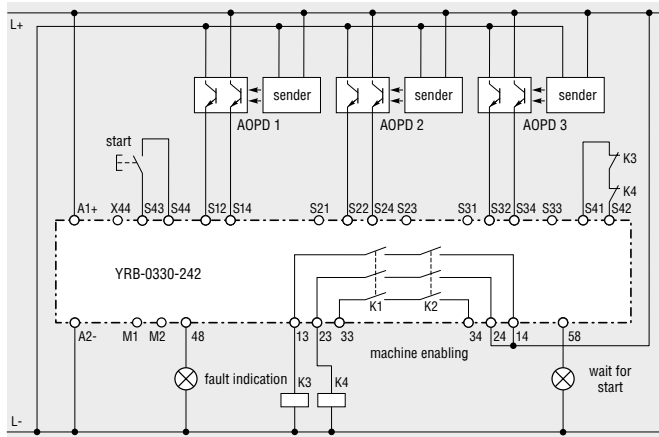 L+
sender
sender
sender
AOPD 1
AOPD 2
AOPD 3
start
K3
K4
A1+ X44 S43 S44 S12 S14 S21 S22 S24 S23 S31 S32 S34 S33 S41 S42
YRB-0330-242
K1 K2
A2- M1 M2 48 13 23 33 34 24 14 58
machine enabling
fault indication
K3
K4
wait for
start
L-